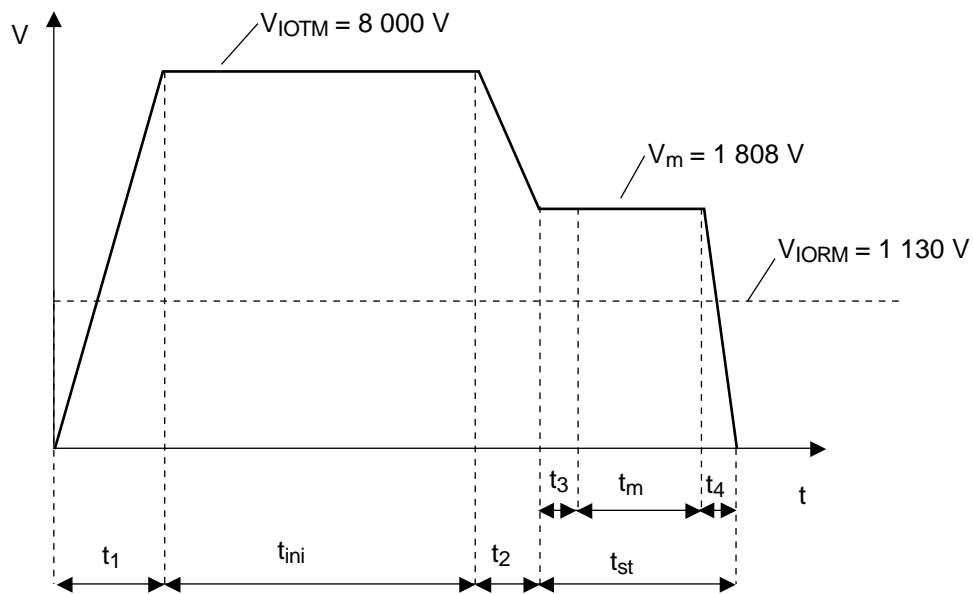 V
VIOTM = 8 000 V
Vm = 1 808 V
VIORM = 1 130 V
t3
tm
t4
t
t1
tini
t2
tst